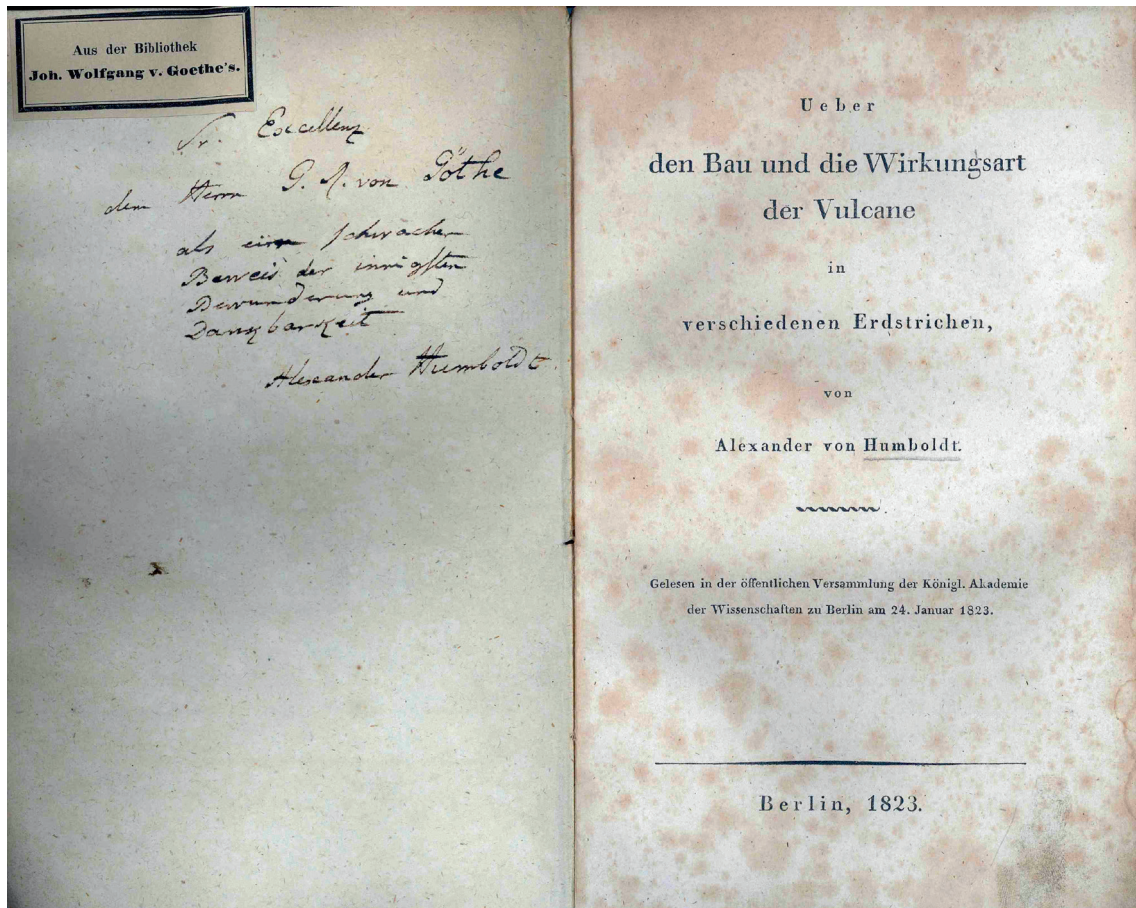 Aus der Bibliothek
Joh. Wolfgang v. Goethe's.
Sr. Excellenz
dem Herrn G. R. von Göthe
als einen schwachen
Beweis der innigsten
Bewunderung und
Dankbarkeit
Alexander Humboldt.
Ueber
den Bau und die Wirkungsart
der Vulcane
in
verschiedenen Erdstrichen,
von
Alexander von Humboldt.
Gelesen in der öffentlichen Versammlung der Königl. Akademie
der Wissenschaften zu Berlin am 24. Januar 1823.
Berlin, 1823.